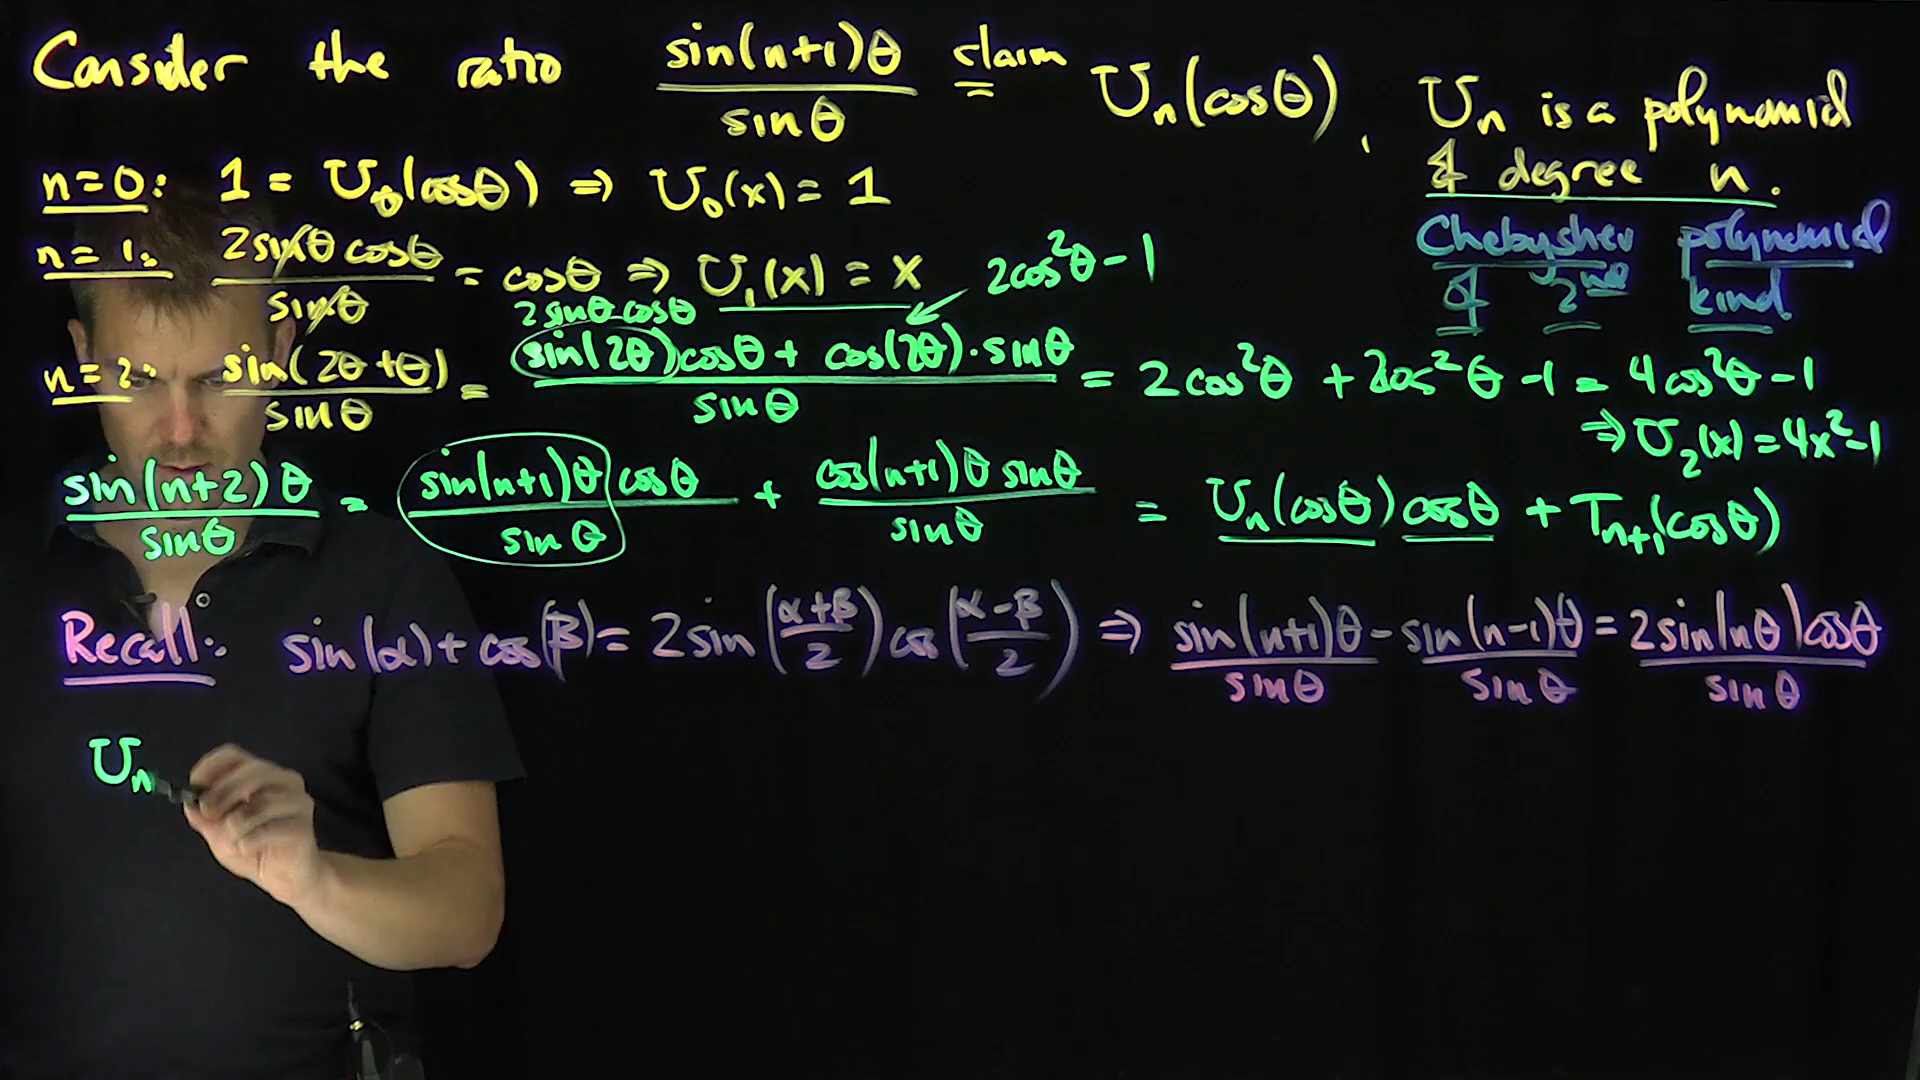 Consider the ratio sin(n+1)θ / sinθ claim = Un(cosθ), Un is a polynomial of degree n.
Chebyshev polynomial of 2nd kind
n=0: 1 = U0(cosθ) ⇒ U0(x) = 1
n=1: 2sinθ cosθ / sinθ = cosθ ⇒ U1(x) = x
2sinθ cosθ
2cos²θ - 1
n=2: sin(2θ+θ) / sinθ = sin(2θ)cosθ + cos(2θ)·sinθ / sinθ = 2cos²θ + 2cos²θ - 1 = 4cos²θ - 1
⇒ U2(x) = 4x² - 1
sin(n+2)θ / sinθ = sin(n+1)θ cosθ / sinθ + cos(n+1)θ sinθ / sinθ = Un(cosθ) cosθ + Tn+1(cosθ)
Recall: sin(α) + cos(β) = 2sin(α+β / 2) cos(α-β / 2) ⇒ sin(n+1)θ / sinθ - sin(n-1)θ / sinθ = 2sin(nθ)cosθ / sinθ
Un